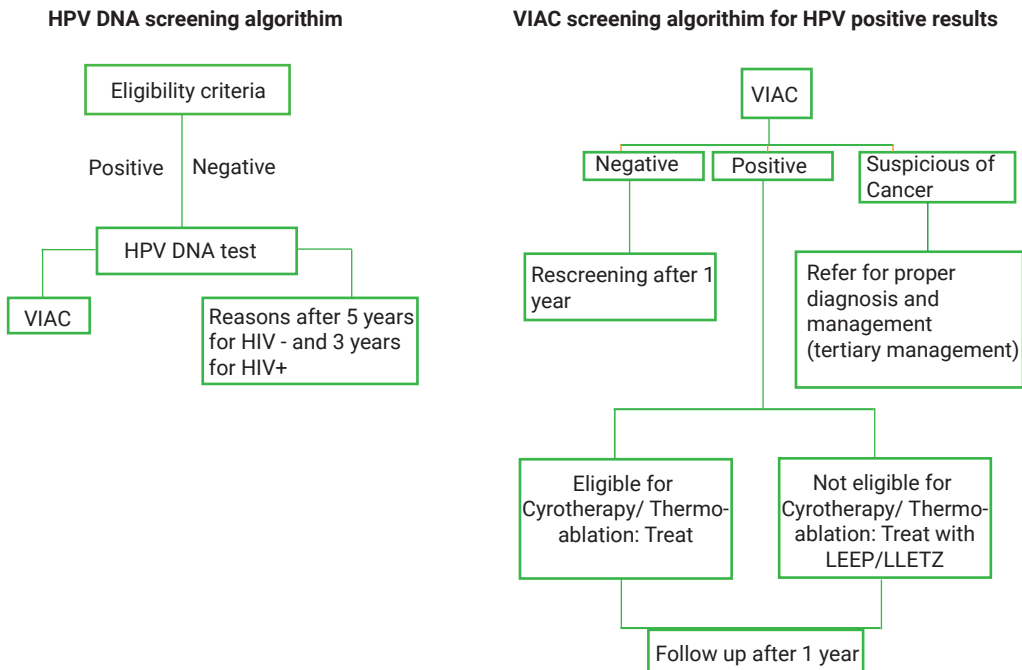 HPV DNA screening algorithim
Eligibility criteria
Positive
Negative
HPV DNA test
VIAC
Reasons after 5 years
for HIV - and 3 years
for HIV+
VIAC screening algorithim for HPV positive results
VIAC
Negative
Positive
Suspicious of
Cancer
Rescreening after 1
year
Refer for proper
diagnosis and
management
(tertiary management)
Eligible for
Cyrotherapy/ Thermo-
ablation: Treat
Not eligible for
Cyrotherapy/ Thermo-
ablation: Treat with
LEEP/LLETZ
Follow up after 1 year